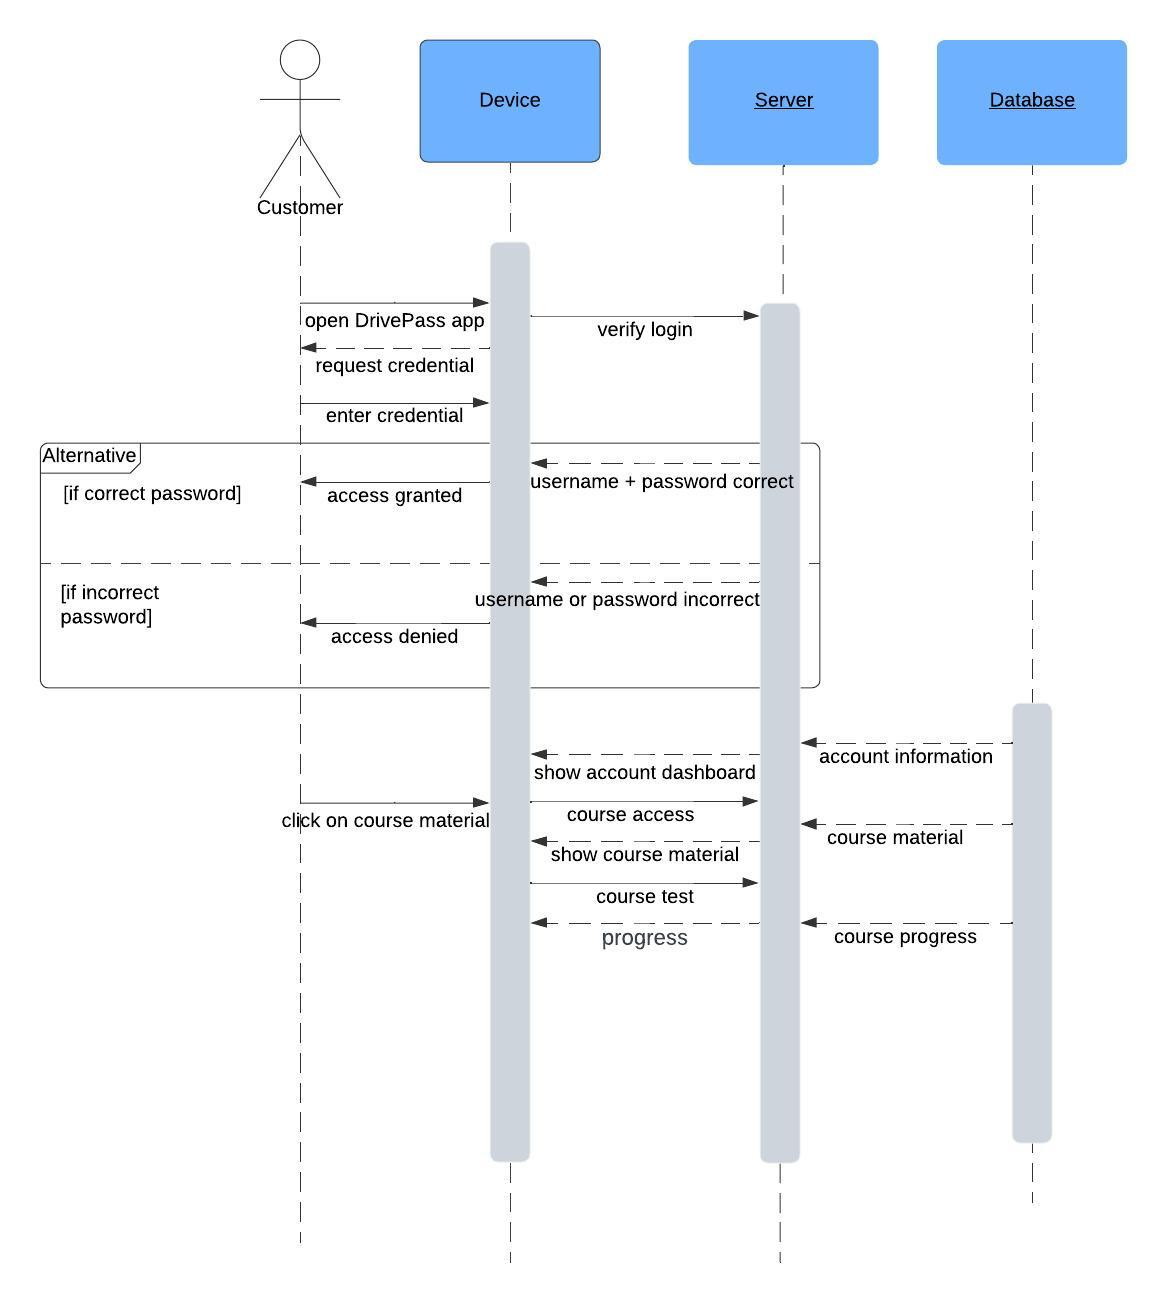 Device
Server
Database
Customer
open DrivePass app
verify login
request credential
enter credential
Alternative
[if correct password]
username + password correct
access granted
[if incorrect
password]
username or password incorrect
access denied
account information
show account dashboard
click on course material
course access
course material
show course material
course test
progress
course progress